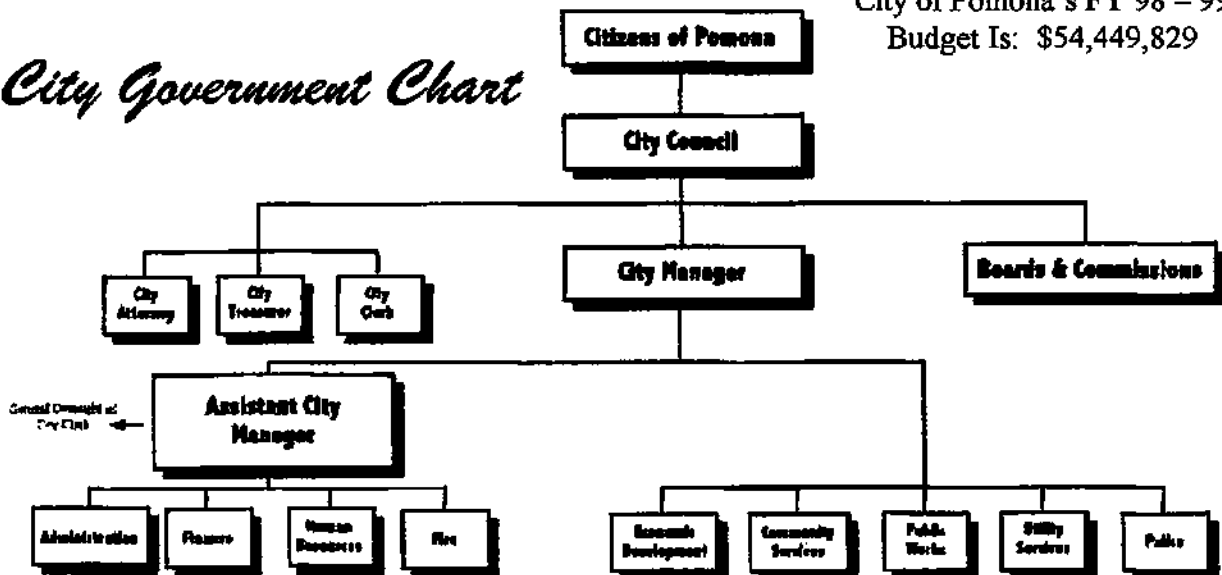 City of Pomona's FY 98 – 99
Budget Is: $54,449,829
City Government Chart
Citizens of Pomona
City Council
City Manager
Boards & Commissions
City
Attorney
City
Treasurer
City
Clerk
Assistant City
Manager
Administration
Finance
Human
Resources
Fire
Economic
Development
Community
Services
Public
Works
Utility
Services
Police